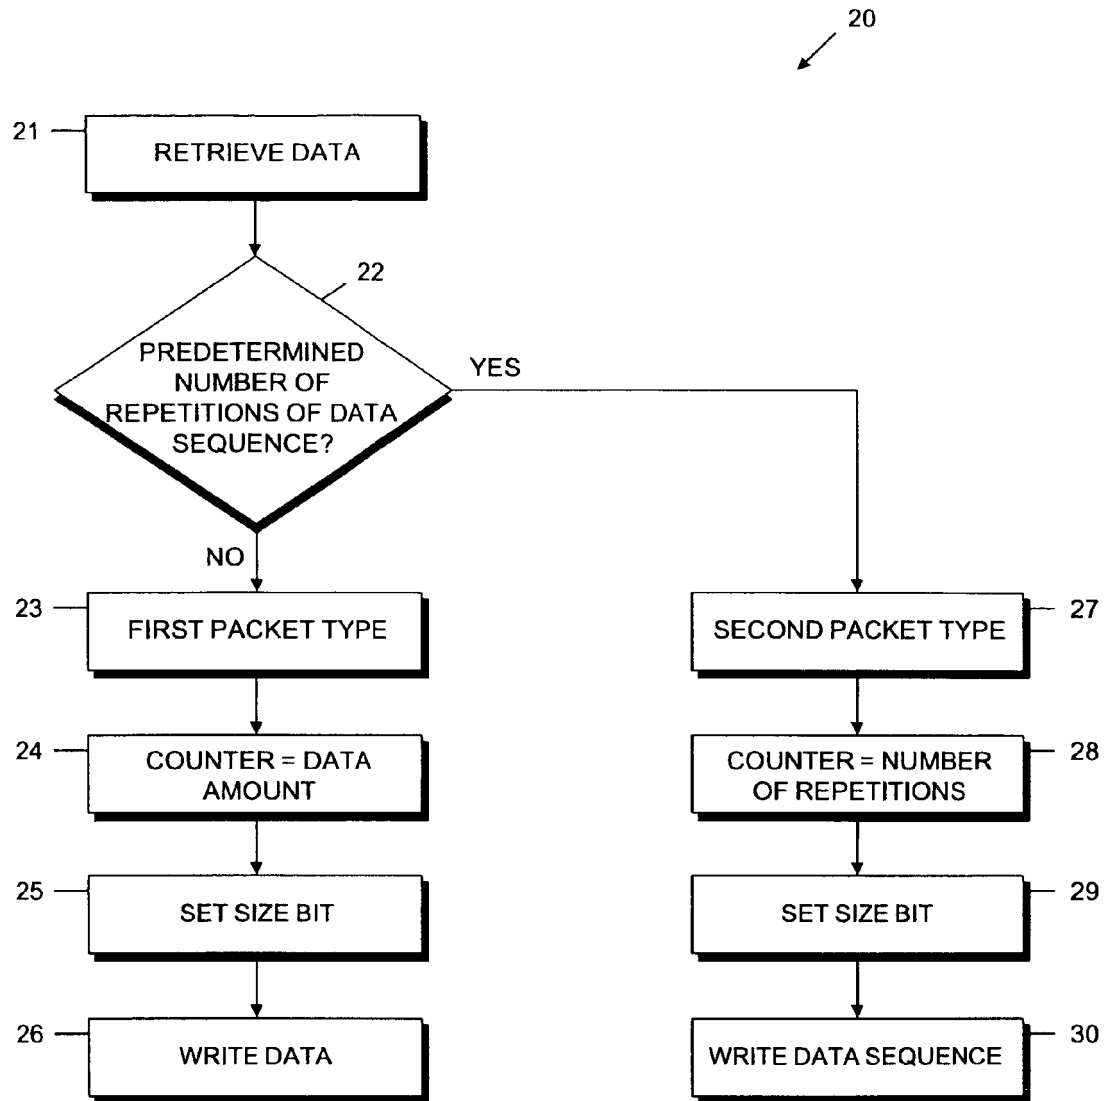 20
21
RETRIEVE DATA
22
PREDETERMINED
NUMBER OF
REPETITIONS OF DATA
SEQUENCE?
YES
NO
23
FIRST PACKET TYPE
SECOND PACKET TYPE
27
24
COUNTER = DATA
AMOUNT
COUNTER = NUMBER
OF REPETITIONS
28
25
SET SIZE BIT
SET SIZE BIT
29
26
WRITE DATA
WRITE DATA SEQUENCE
30